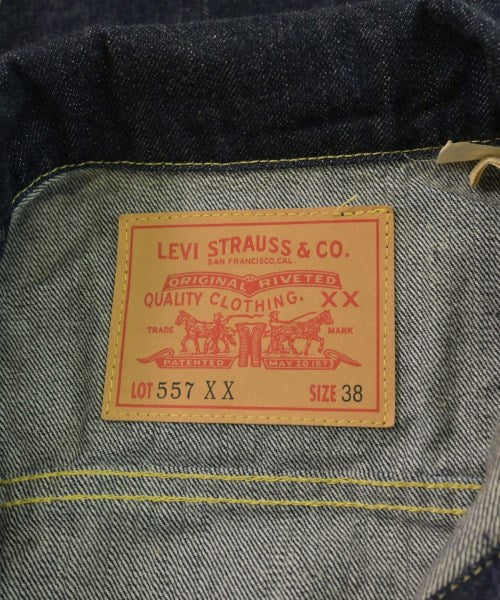 LEVI STRAUSS & CO.
SAN FRANCISCO, CAL.
ORIGINAL RIVETED
QUALITY CLOTHING. XX
TRADE MARK
PATENTED MAY 20 1873
LOT 557 XX SIZE 38